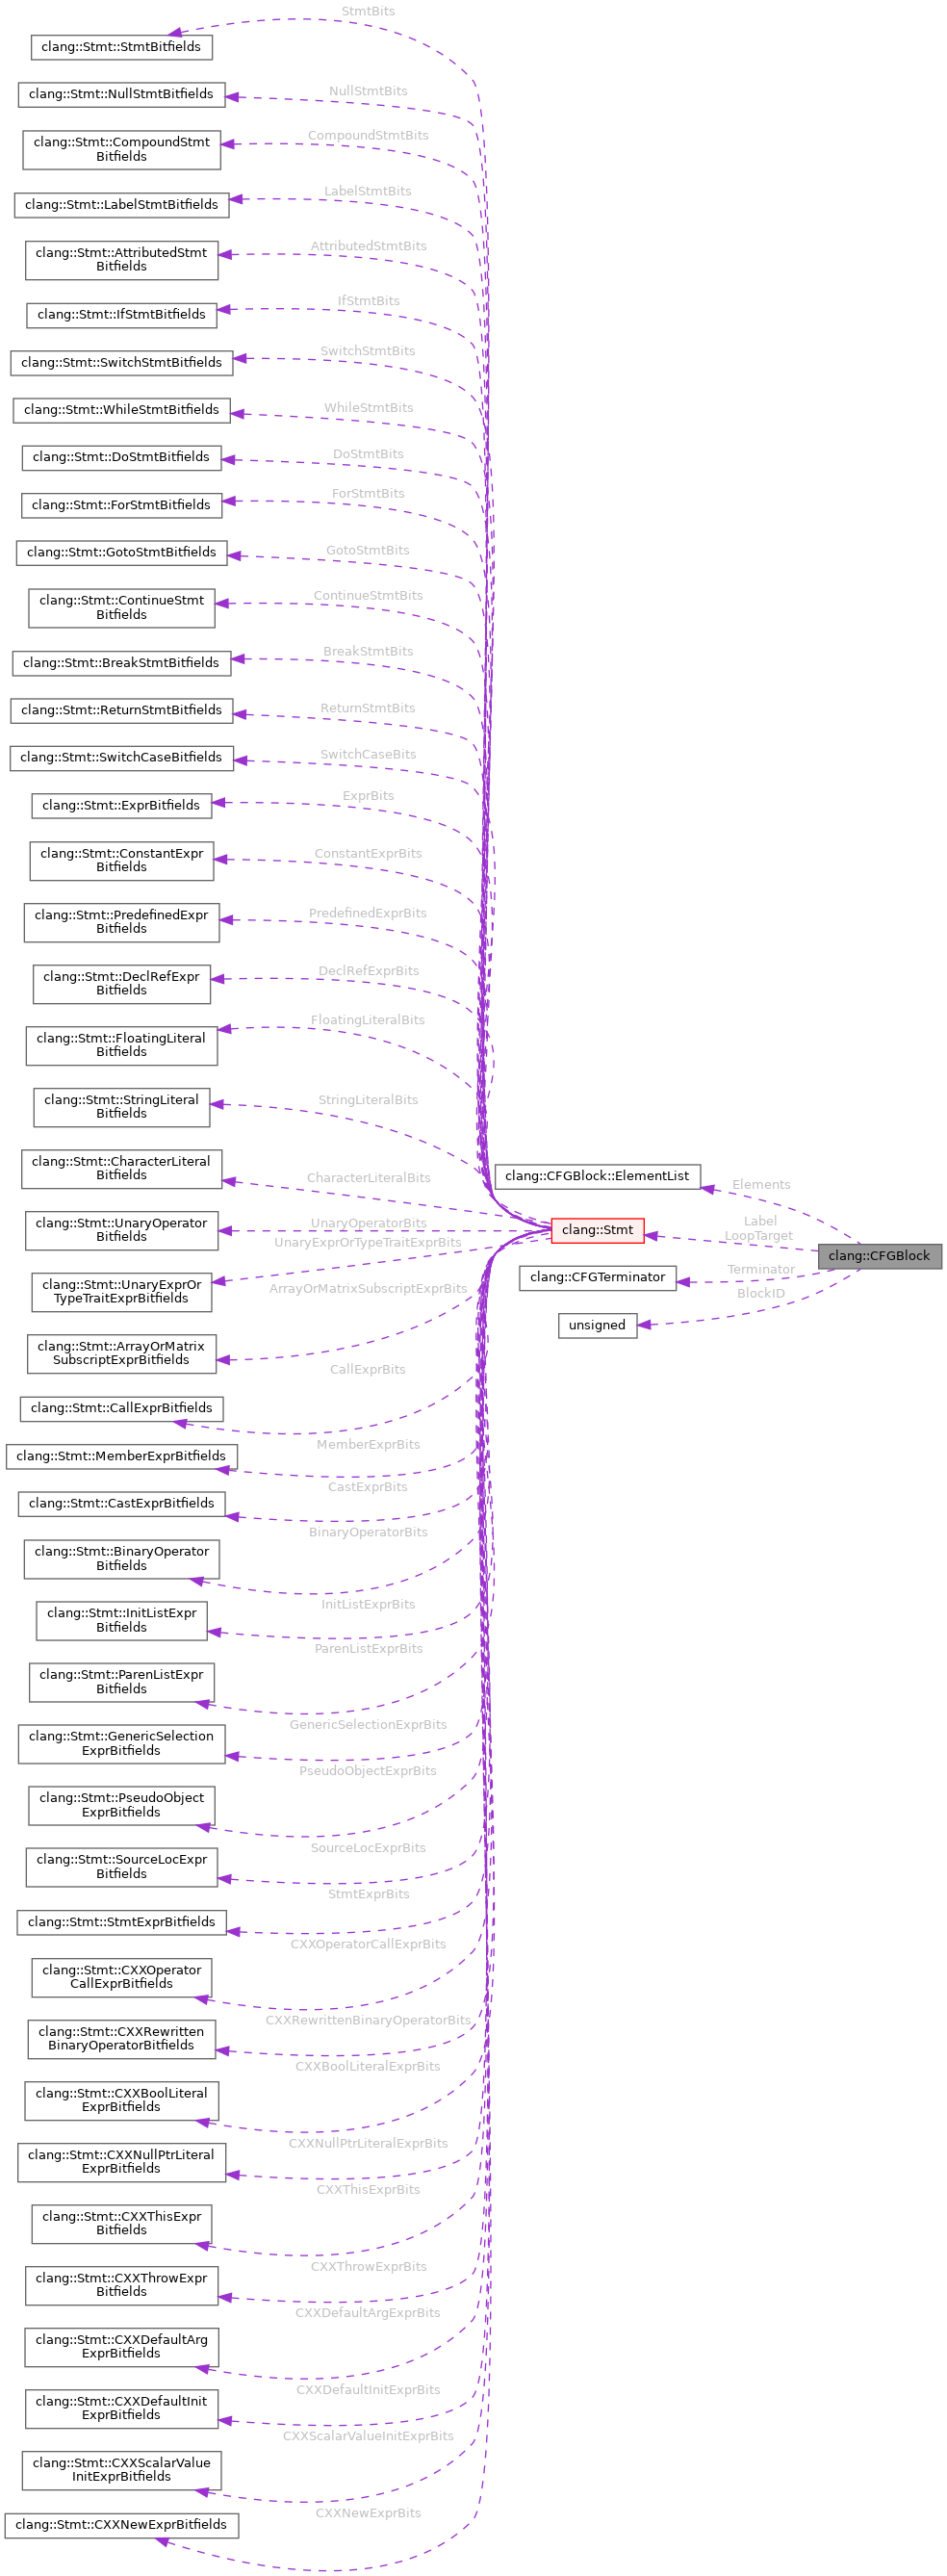 StmtBits
clang::Stmt::StmtBitfields
NullStmtBits
clang::Stmt::NullStmtBitfields
CompoundStmtBits
clang::Stmt::CompoundStmt
Bitfields
LabelStmtBits
clang::Stmt::LabelStmtBitfields
AttributedStmtBits
clang::Stmt::AttributedStmt
Bitfields
IfStmtBits
clang::Stmt::IfStmtBitfields
SwitchStmtBits
clang::Stmt::SwitchStmtBitfields
WhileStmtBits
clang::Stmt::WhileStmtBitfields
DoStmtBits
clang::Stmt::DoStmtBitfields
ForStmtBits
clang::Stmt::ForStmtBitfields
GotoStmtBits
clang::Stmt::GotoStmtBitfields
ContinueStmtBits
clang::Stmt::ContinueStmt
Bitfields
BreakStmtBits
clang::Stmt::BreakStmtBitfields
ReturnStmtBits
clang::Stmt::ReturnStmtBitfields
SwitchCaseBits
clang::Stmt::SwitchCaseBitfields
ExprBits
clang::Stmt::ExprBitfields
ConstantExprBits
clang::Stmt::ConstantExpr
Bitfields
PredefinedExprBits
clang::Stmt::PredefinedExpr
Bitfields
DeclRefExprBits
clang::Stmt::DeclRefExpr
Bitfields
FloatingLiteralBits
clang::Stmt::FloatingLiteral
Bitfields
StringLiteralBits
clang::Stmt::StringLiteral
Bitfields
CharacterLiteralBits
clang::Stmt::CharacterLiteral
Bitfields
clang::CFGBlock::ElementList
Elements
UnaryOperatorBits
clang::Stmt::UnaryOperator
Bitfields
clang::Stmt
Label
LoopTarget
clang::CFGBlock
UnaryExprOrTypeTraitExprBits
clang::Stmt::UnaryExprOr
TypeTraitExprBitfields
clang::CFGTerminator
Terminator
BlockID
unsigned
ArrayOrMatrixSubscriptExprBits
clang::Stmt::ArrayOrMatrix
SubscriptExprBitfields
CallExprBits
clang::Stmt::CallExprBitfields
MemberExprBits
clang::Stmt::MemberExprBitfields
CastExprBits
clang::Stmt::CastExprBitfields
BinaryOperatorBits
clang::Stmt::BinaryOperator
Bitfields
InitListExprBits
clang::Stmt::InitListExpr
Bitfields
ParenListExprBits
clang::Stmt::ParenListExpr
Bitfields
GenericSelectionExprBits
clang::Stmt::GenericSelection
ExprBitfields
PseudoObjectExprBits
clang::Stmt::PseudoObject
ExprBitfields
SourceLocExprBits
clang::Stmt::SourceLocExpr
Bitfields
StmtExprBits
clang::Stmt::StmtExprBitfields
CXXOperatorCallExprBits
clang::Stmt::CXXOperator
CallExprBitfields
CXXRewrittenBinaryOperatorBits
clang::Stmt::CXXRewritten
BinaryOperatorBitfields
CXXBoolLiteralExprBits
clang::Stmt::CXXBoolLiteral
ExprBitfields
CXXNullPtrLiteralExprBits
clang::Stmt::CXXNullPtrLiteral
ExprBitfields
CXXThisExprBits
clang::Stmt::CXXThisExpr
Bitfields
CXXThrowExprBits
clang::Stmt::CXXThrowExpr
Bitfields
CXXDefaultArgExprBits
clang::Stmt::CXXDefaultArg
ExprBitfields
CXXDefaultInitExprBits
clang::Stmt::CXXDefaultInit
ExprBitfields
CXXScalarValueInitExprBits
clang::Stmt::CXXScalarValue
InitExprBitfields
CXXNewExprBits
clang::Stmt::CXXNewExprBitfields